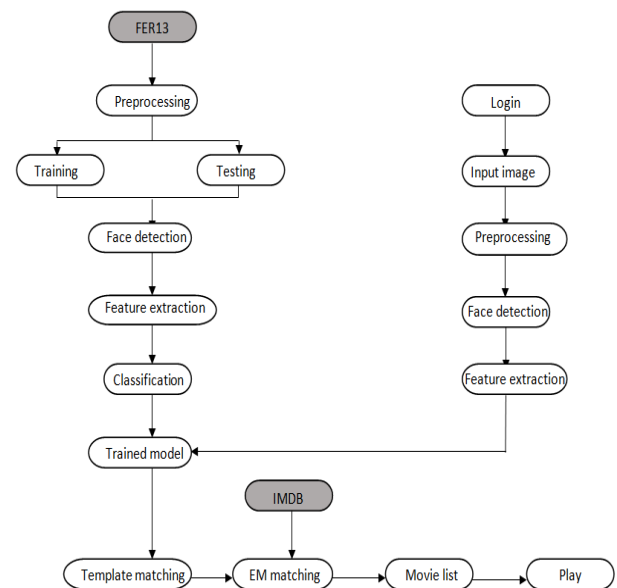 FER13
Preprocessing
Training
Testing
Face detection
Feature extraction
Classification
Trained model
Login
Input image
Preprocessing
Face detection
Feature extraction
IMDB
Template matching
EM matching
Movie list
Play